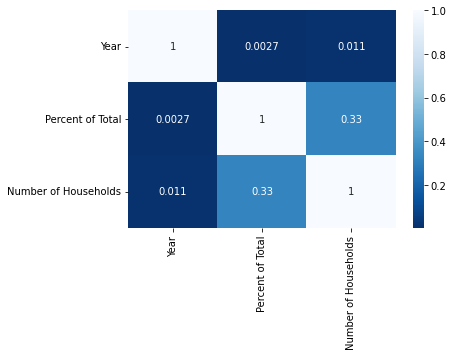 Year
1
0.0027
0.011
Percent of Total
0.0027
1
0.33
Number of Households
0.011
0.33
1
Year
Percent of Total
Number of Households
1.0
0.8
0.6
0.4
0.2